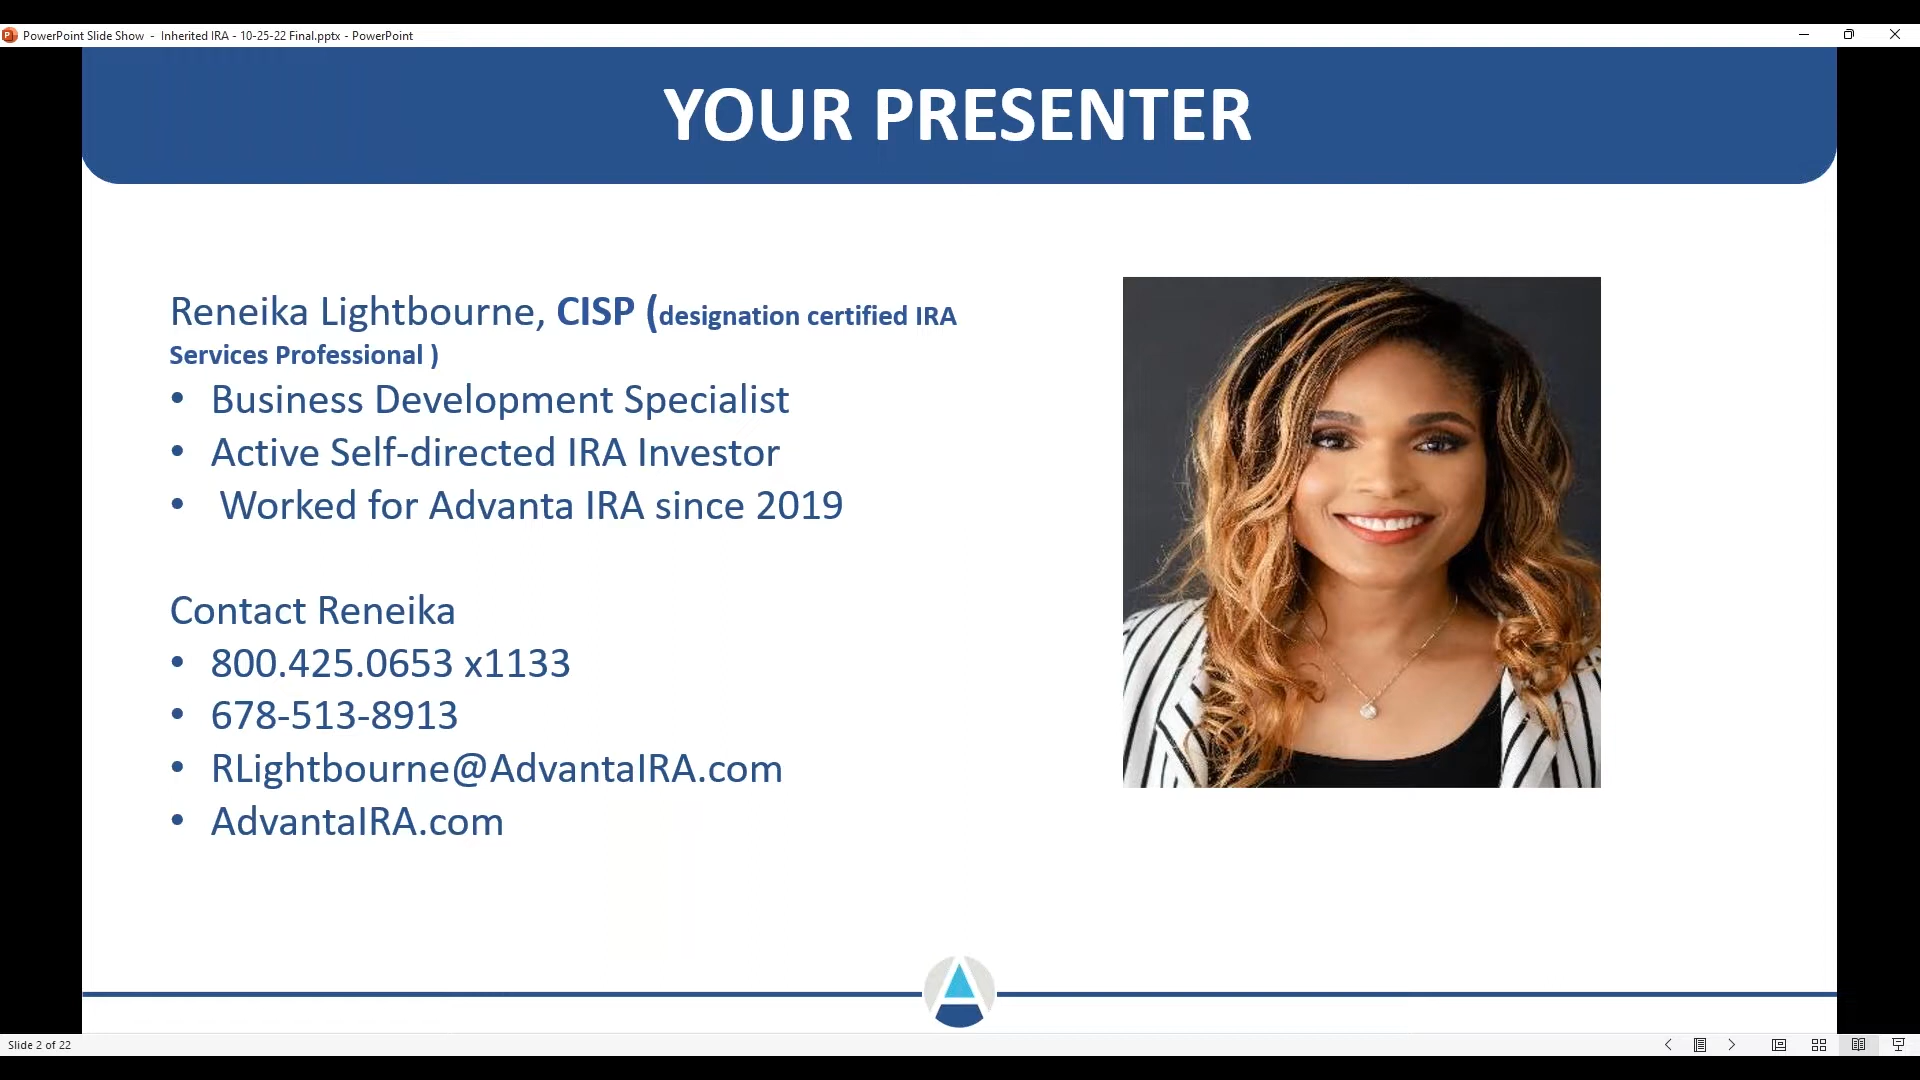 PowerPoint Slide Show - Inherited IRA - 10-25-22 Final.pptx - PowerPoint
YOUR PRESENTER
Reneika Lightbourne, CISP (designation certified IRA
Services Professional )
• Business Development Specialist
• Active Self-directed IRA Investor
• Worked for Advanta IRA since 2019
Contact Reneika
• 800.425.0653 x1133
• 678-513-8913
• RLightbourne@AdvantaIRA.com
• AdvantaIRA.com
Slide 2 of 22